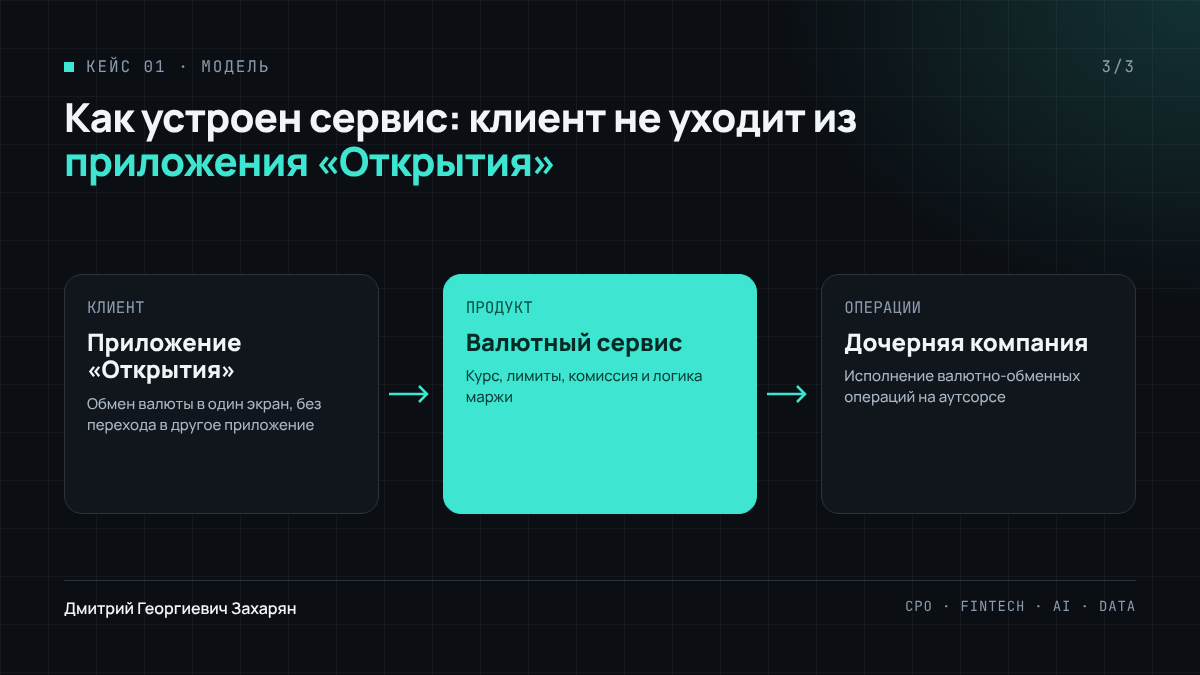 КЕЙС 01 · МОДЕЛЬ
3/3
Как устроен сервис: клиент не уходит из
приложения «Открытия»
КЛИЕНТ
Приложение
«Открытия»
Обмен валюты в один экран, без
перехода в другое приложение
ПРОДУКТ
Валютный сервис
Курс, лимиты, комиссия и логика
маржи
ОПЕРАЦИИ
Дочерняя компания
Исполнение валютно-обменных
операций на аутсорсе
Дмитрий Георгиевич Захарян
CPO · FINTECH · AI · DATA